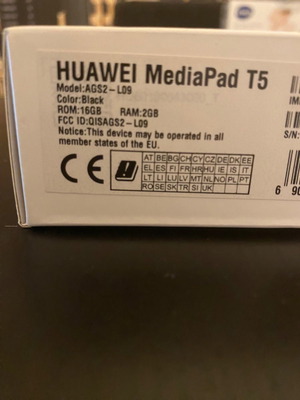 HUAWEI MediaPad T5
Model:AGS2-L09
Color:Black
ROM:16GB RAM:2GB
FCC ID:QISAGS2-L09
Notice:This device may be operated in all
member states of the EU.
CE
AT BE BG CH CY CZ DE DK EE
EL ES FI FR HR HU IE IS IT
LT LI LU LV MT NL NO PL PT
RO SE SK TR SI UK
S/N:
6 90